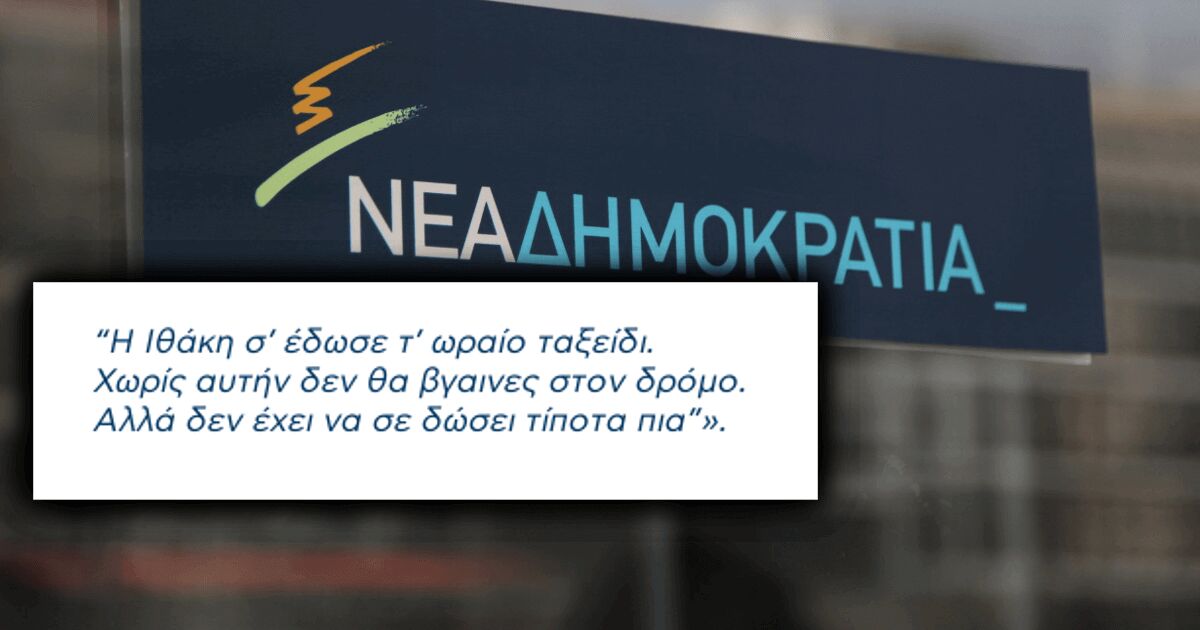 ΝΕΑΔΗΜΟΚΡΑΤΙΑ_
“Η Ιθάκη σ’ έδωσε τ’ ωραίο ταξείδι.
Χωρίς αυτήν δεν θα βγαινες στον δρόμο.
Αλλά δεν έχει να σε δώσει τίποτα πια”».